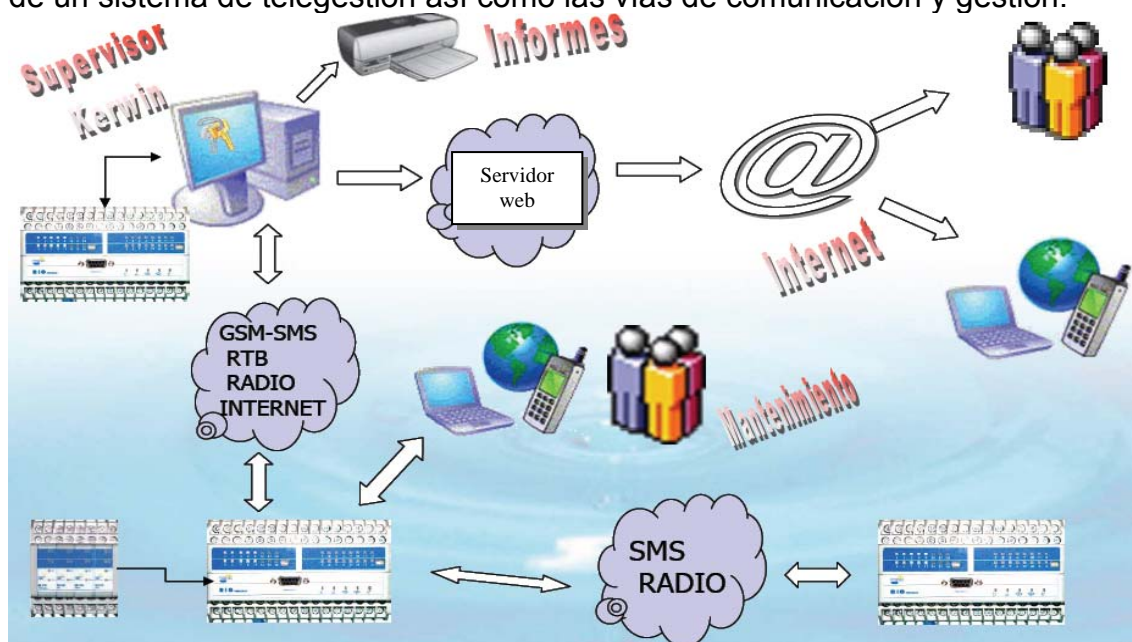 de un sistema de telegestión así como las vías de comunicación y gestión.
Supervisor
Kerwin
Informes
Servidor
web
Internet
GSM-SMS
RTB
RADIO
INTERNET
Mantenimiento
SMS
RADIO